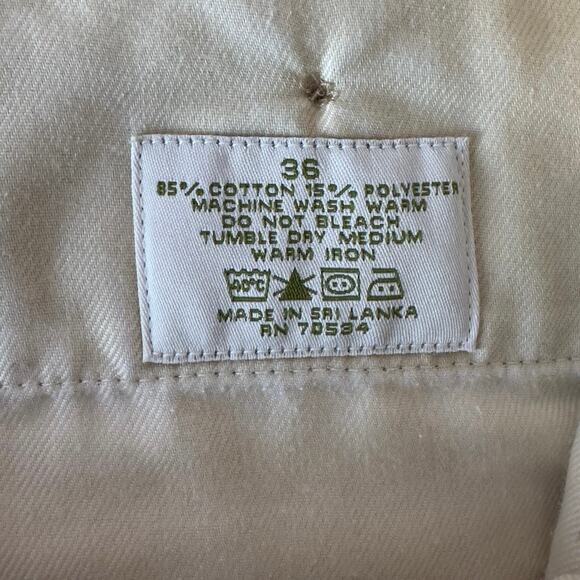 36
85% COTTON 15% POLYESTER
MACHINE WASH WARM
DO NOT BLEACH
TUMBLE DRY MEDIUM
WARM IRON
40°C
MADE IN SRI LANKA
RN 70534